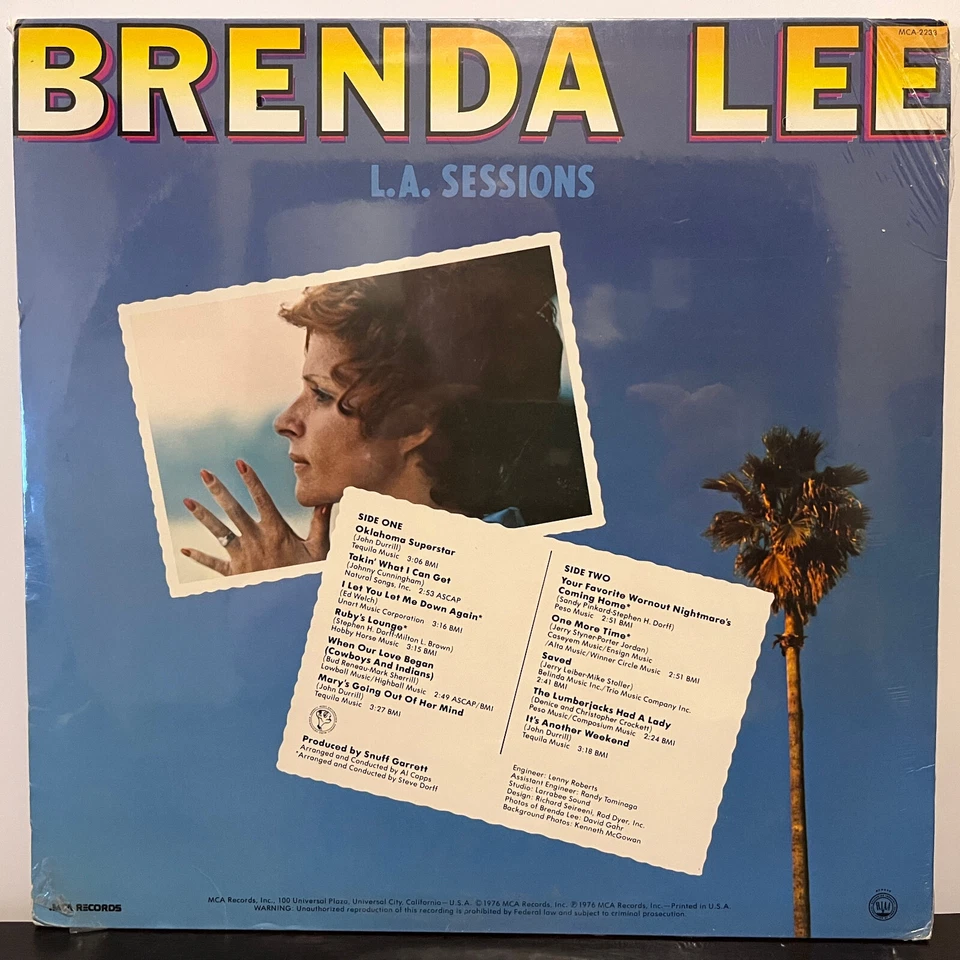 BRENDA LEE
MCA-2233
L.A. SESSIONS
SIDE ONE
Oklahoma Superstar
(John Durrill)
Tequila Music 3:06 BMI
Takin' What I Can Get
(Johnny Cunningham)
Natural Songs, Inc. 2:53 ASCAP
I Let You Let Me Down Again*
(Ed Welch)
Unart Music Corporation 3:16 BMI
Ruby's Lounge*
(Stephen H. Dorff-Milton L. Brown)
Hobby Horse Music 3:15 BMI
When Our Love Began
(Cowboys And Indians)
(Bud Reneau-Mark Sherrill)
Lowball Music/Highball Music 2:49 ASCAP/BMI
Mary's Going Out Of Her Mind
(John Durrill)
Tequila Music 3:27 BMI
Produced by Snuff Garrett
Arranged and Conducted by Al Capps
*Arranged and Conducted by Steve Dorff
SIDE TWO
Your Favorite Wornout Nightmare's
Coming Home*
(Sandy Pinkard-Stephen H. Dorff)
Peso Music 2:51 BMI
One More Time*
(Jerry Styner-Porter Jordan)
Caseyem Music/Ensign Music
/Alta Music/Winner Circle Music 2:51 BMI
Saved
(Jerry Leiber-Mike Stoller)
Belinda Music Inc./Trio Music Company Inc.
2:41 BMI
The Lumberjacks Had A Lady
(Denice and Christopher Crockett)
Peso Music/Composium Music 2:24 BMI
It's Another Weekend
(John Durrill)
Tequila Music 3:18 BMI
Engineer: Lenny Roberts
Assistant Engineer: Randy Tominaga
Studio: Larrabee Sound
Design: Richard Seireeni, Rod Dyer, Inc.
Photos of Brenda Lee: David Gahr
Background Photos: Kenneth McGowan
MCA RECORDS
MCA Records, Inc., 100 Universal Plaza, Universal City, California—U.S.A. © 1976 MCA Records, Inc. ℗ 1976 MCA Records, Inc.—Printed in U.S.A.
WARNING: Unauthorized reproduction of this recording is prohibited by Federal law and subject to criminal prosecution.